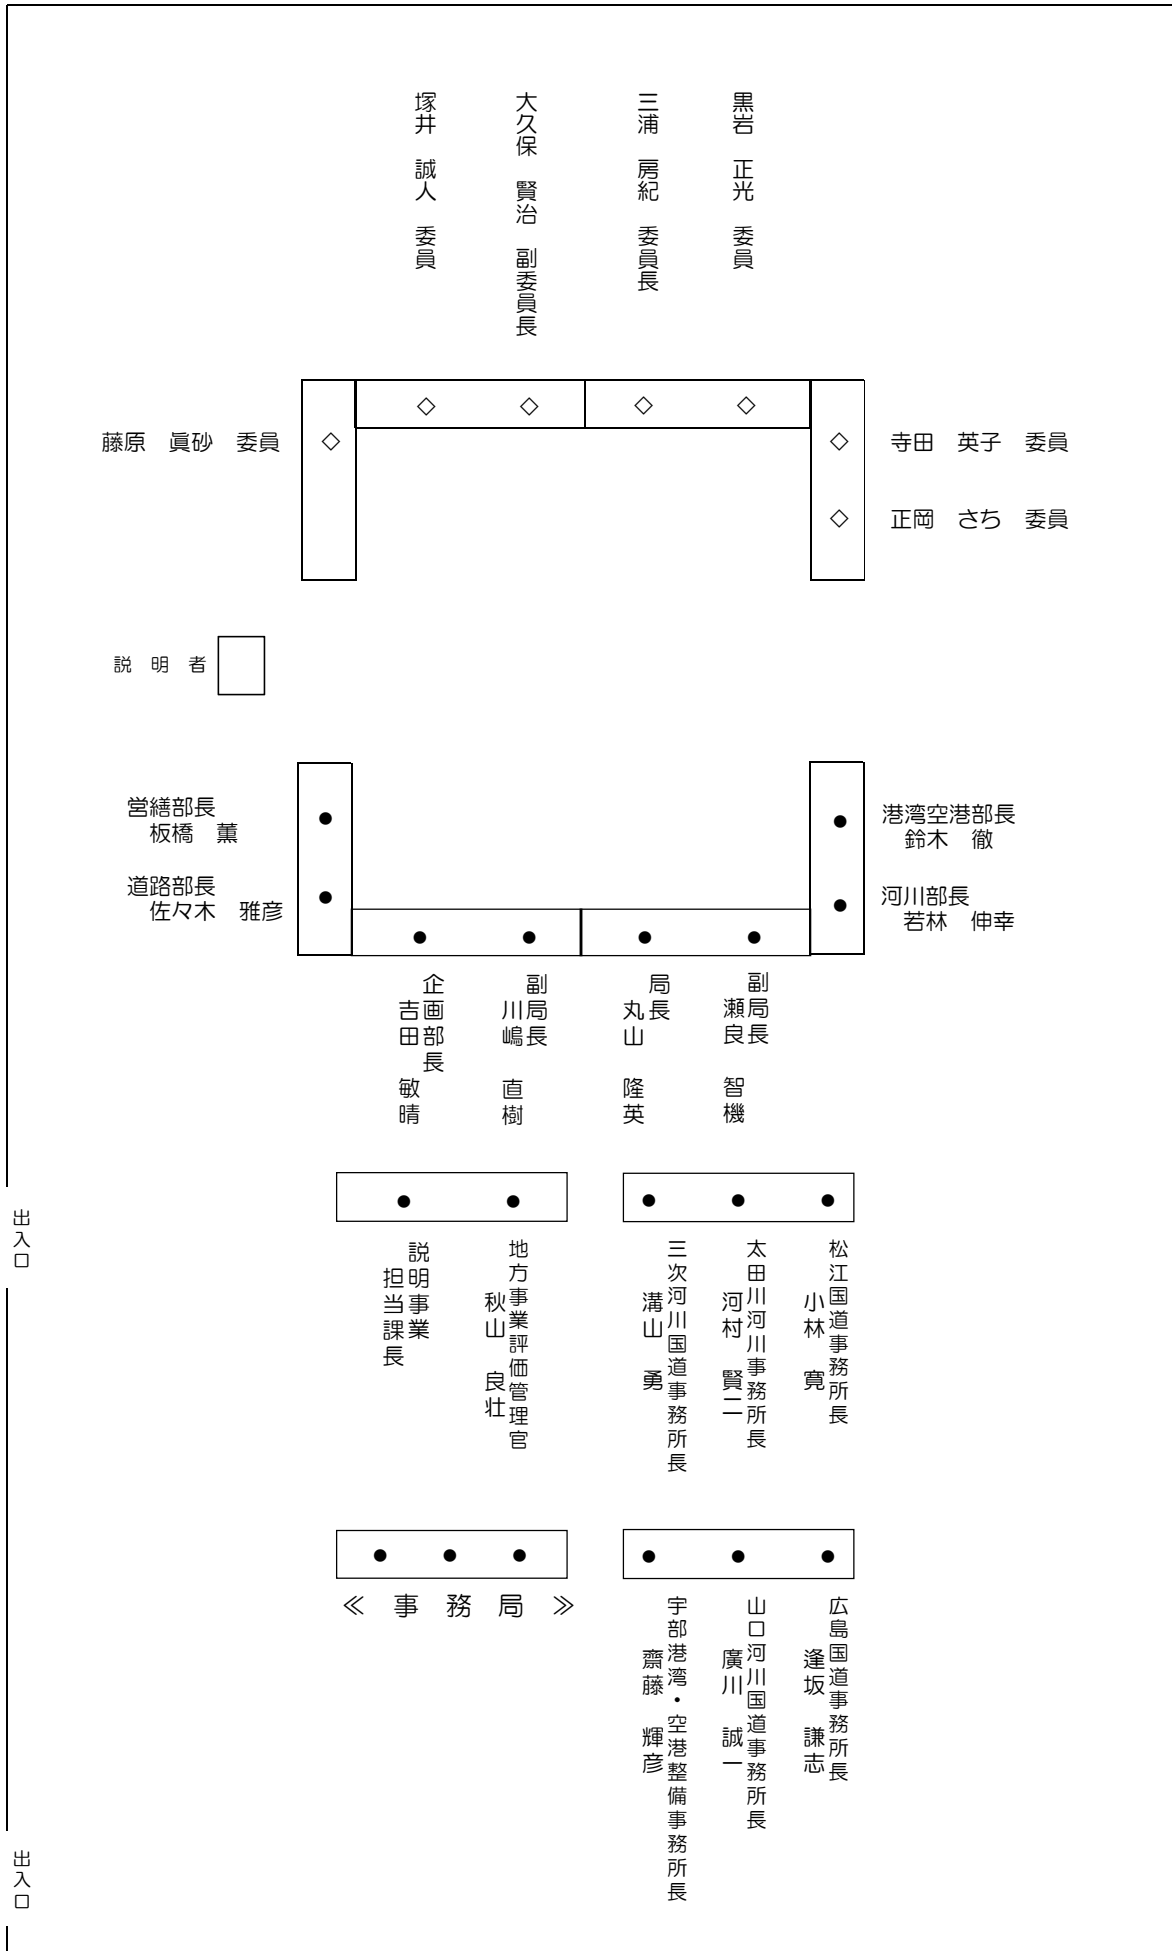 黒岩　正光　委員
三浦　房紀　委員長
大久保　賢治　副委員長
塚井　誠人　委員
藤原　眞砂　委員
寺田　英子　委員
正岡　さち　委員
説　明　者
営繕部長
板橋　薫
道路部長
佐々木　雅彦
港湾空港部長
鈴木　徹
河川部長
若林　伸幸
副局長
瀬良　智機
局長
丸山　隆英
副局長
川嶋　直樹
企画部長
吉田　敏晴
出入口
松江国道事務所長
小林　寛
太田川河川事務所長
河村　賢二
三次河川国道事務所長
溝山　勇
地方事業評価管理官
秋山　良壮
説明事業
担当課長
≪　事　務　局　≫
広島国道事務所長
逢坂　謙志
山口河川国道事務所長
廣川　誠一
宇部港湾・空港整備事務所長
齋藤　輝彦
出入口